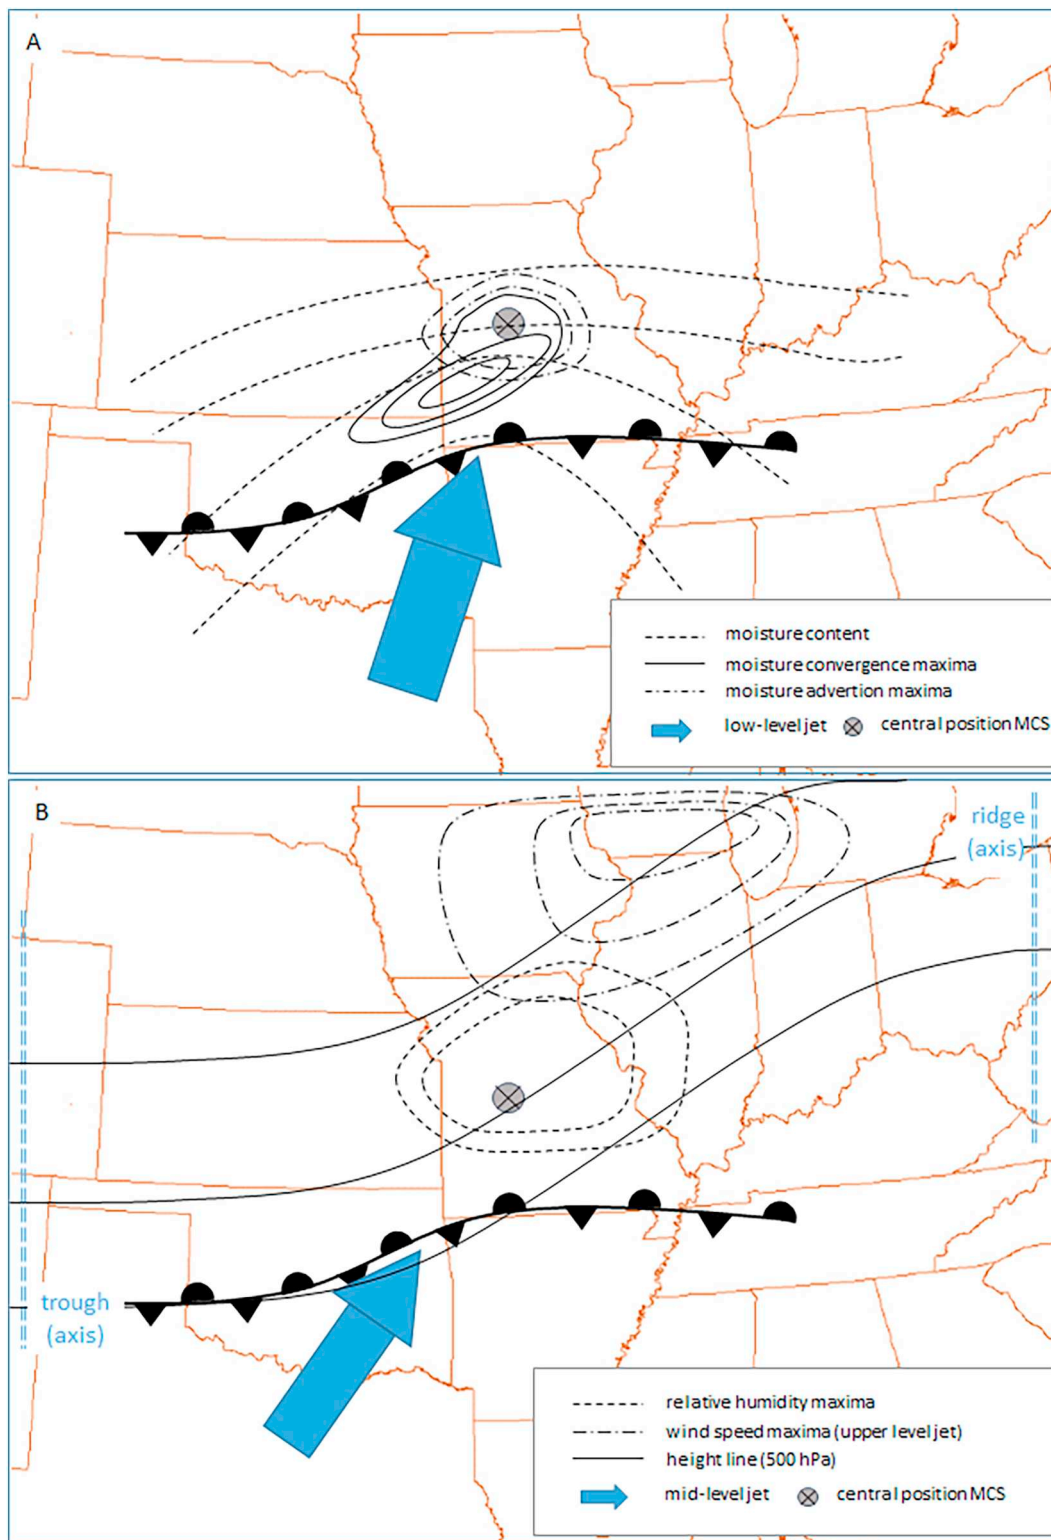 A
moisture content
moisture convergence maxima
moisture advertion maxima
low-level jet central position MCS
B
ridge
(axis)
trough
(axis)
relative humidity maxima
wind speed maxima (upper level jet)
height line (500 hPa)
mid-level jet central position MCS